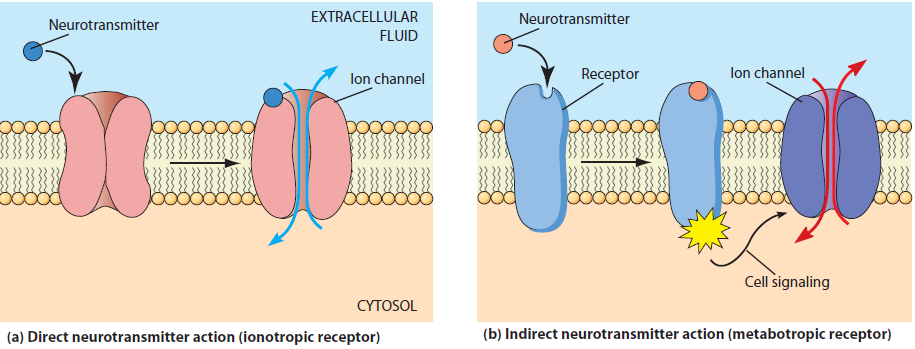 Neurotransmitter
EXTRACELLULAR
FLUID
Ion channel
CYTOSOL
(a) Direct neurotransmitter action (ionotropic receptor)
Neurotransmitter
Receptor
Ion channel
Cell signaling
(b) Indirect neurotransmitter action (metabotropic receptor)